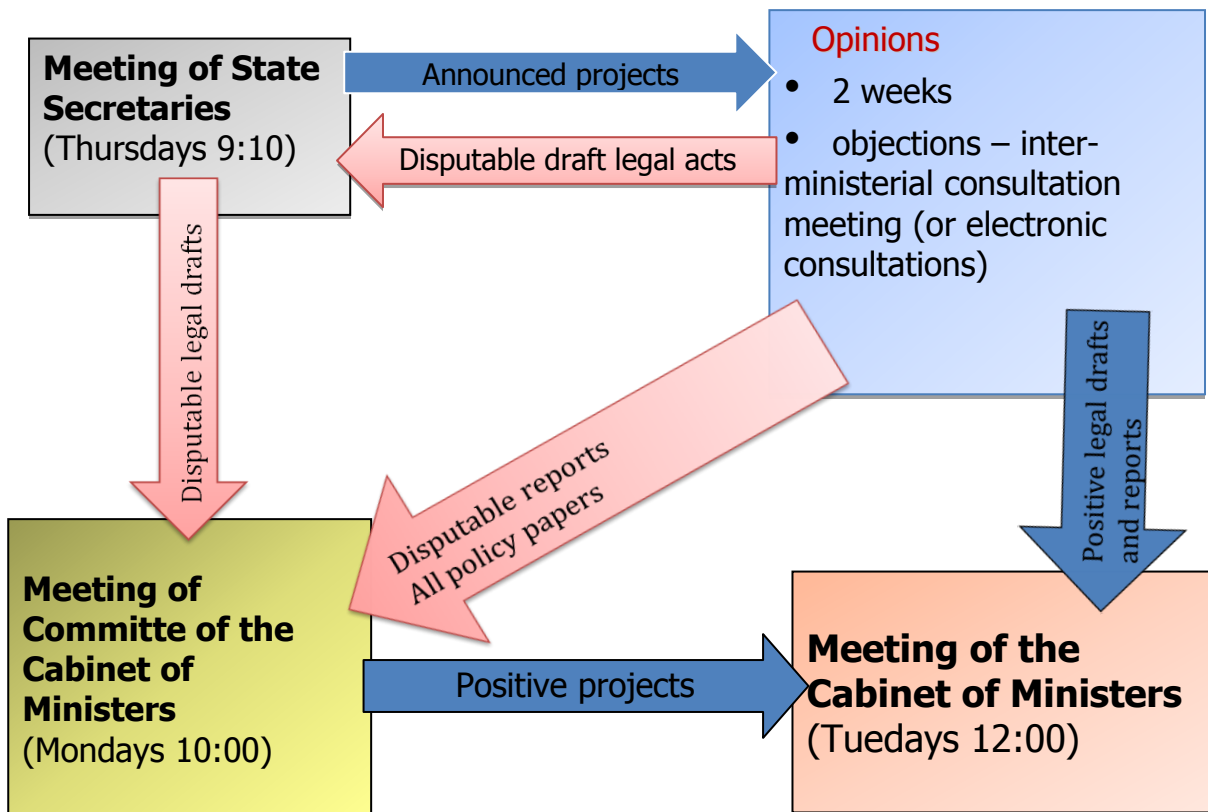 Meeting of State
Secretaries
(Thursdays 9:10)
Announced projects
Disputable draft legal acts
Opinions
• 2 weeks
• objections – inter-
ministerial consultation
meeting (or electronic
consultations)
Disputable legal drafts
Disputable reports
All policy papers
Positive legal drafts
and reports
Meeting of
Committe of the
Cabinet of
Ministers
(Mondays 10:00)
Positive projects
Meeting of the
Cabinet of Ministers
(Tuedays 12:00)